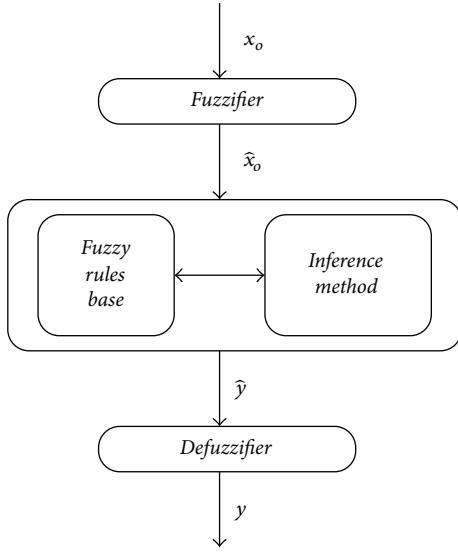 x_o
Fuzzifier
x̂_o
Fuzzy
rules
base
Inference
method
ŷ
Defuzzifier
y